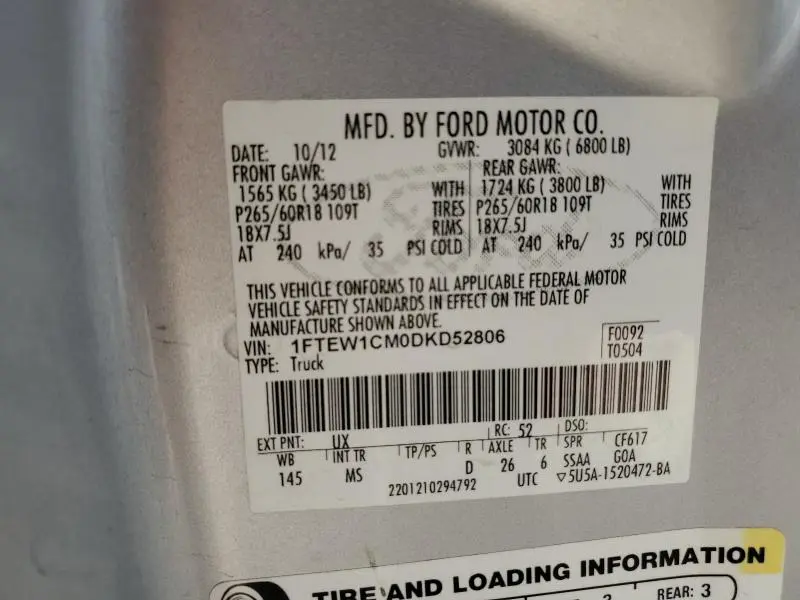 MFD. BY FORD MOTOR CO.
DATE: 10/12 GVWR: 3084 KG ( 6800 LB)
FRONT GAWR: REAR GAWR:
1565 KG ( 3450 LB) WITH 1724 KG ( 3800 LB) WITH
P265/60R18 109T TIRES P265/60R18 109T TIRES
18X7.5J RIMS 18X7.5J RIMS
AT 240 kPa/ 35 PSI COLD AT 240 kPa/ 35 PSI COLD
THIS VEHICLE CONFORMS TO ALL APPLICABLE FEDERAL MOTOR
VEHICLE SAFETY STANDARDS IN EFFECT ON THE DATE OF
MANUFACTURE SHOWN ABOVE.
VIN: 1FTEW1CM0DKD52806 F0092
TYPE: Truck T0504
EXT PNT: UX RC: 52 DSO:
WB INT TR TP/PS R AXLE TR SPR CF617
145 MS D 26 6 SSAA GOA
2201210294792 UTC ▽5U5A-1520472-BA
TIRE AND LOADING INFORMATION
REAR: 3